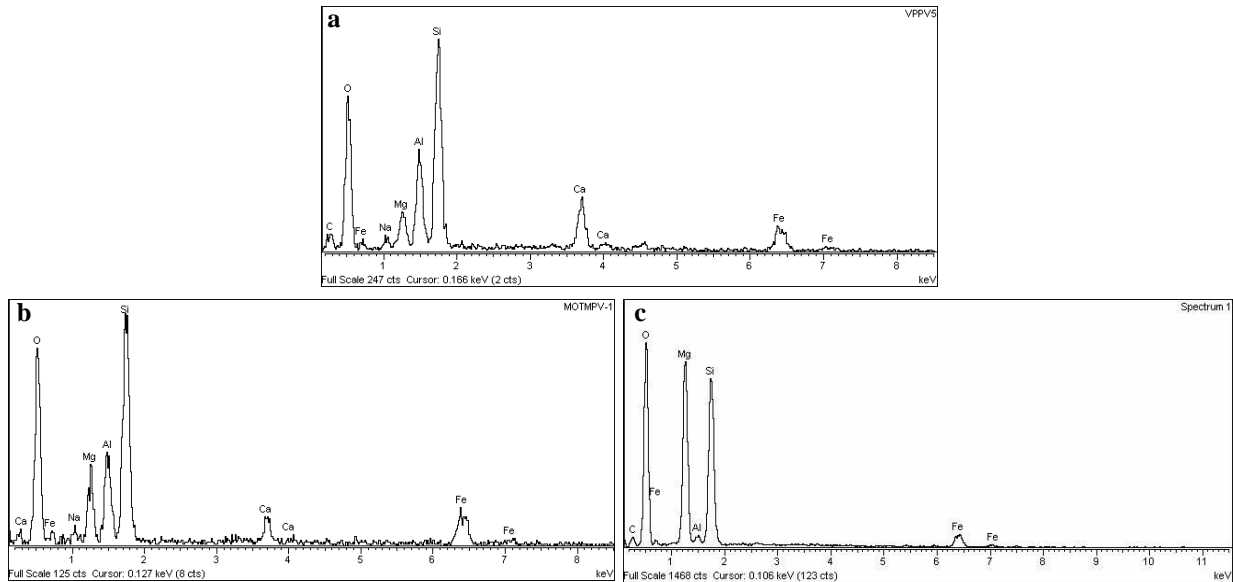 a
VPPV5
Si
O
Al
Mg
Ca
Fe
C
Fe
Na
Ca
Fe
1 2 3 4 5 6 7 8
Full Scale 247 cts Cursor: 0.166 keV (2 cts) keV
b
MOTMPV-1
Si
O
Al
Mg
Ca
Fe
Na
Ca
Ca
Fe
Fe
1 2 3 4 5 6 7 8
Full Scale 125 cts Cursor: 0.127 keV (8 cts) keV
c
Spectrum 1
O
Mg
Si
Fe
C
Al
Fe
Fe
1 2 3 4 5 6 7 8 9 10 11
Full Scale 1468 cts Cursor: 0.106 keV (123 cts) keV